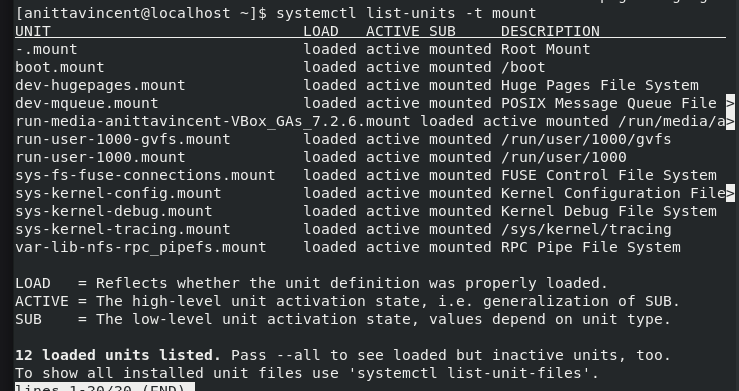 [anittavincent@localhost ~]$ systemctl list-units -t mount
UNIT LOAD ACTIVE SUB DESCRIPTION
-.mount loaded active mounted Root Mount
boot.mount loaded active mounted /boot
dev-hugepages.mount loaded active mounted Huge Pages File System
dev-mqueue.mount loaded active mounted POSIX Message Queue File >
run-media-anittavincent-VBox_GAs_7.2.6.mount loaded active mounted /run/media/a>
run-user-1000-gvfs.mount loaded active mounted /run/user/1000/gvfs
run-user-1000.mount loaded active mounted /run/user/1000
sys-fs-fuse-connections.mount loaded active mounted FUSE Control File System
sys-kernel-config.mount loaded active mounted Kernel Configuration File>
sys-kernel-debug.mount loaded active mounted Kernel Debug File System
sys-kernel-tracing.mount loaded active mounted /sys/kernel/tracing
var-lib-nfs-rpc_pipefs.mount loaded active mounted RPC Pipe File System
LOAD = Reflects whether the unit definition was properly loaded.
ACTIVE = The high-level unit activation state, i.e. generalization of SUB.
SUB = The low-level unit activation state, values depend on unit type.
12 loaded units listed. Pass --all to see loaded but inactive units, too.
To show all installed unit files use 'systemctl list-unit-files'.
lines 1-20/20 (END)